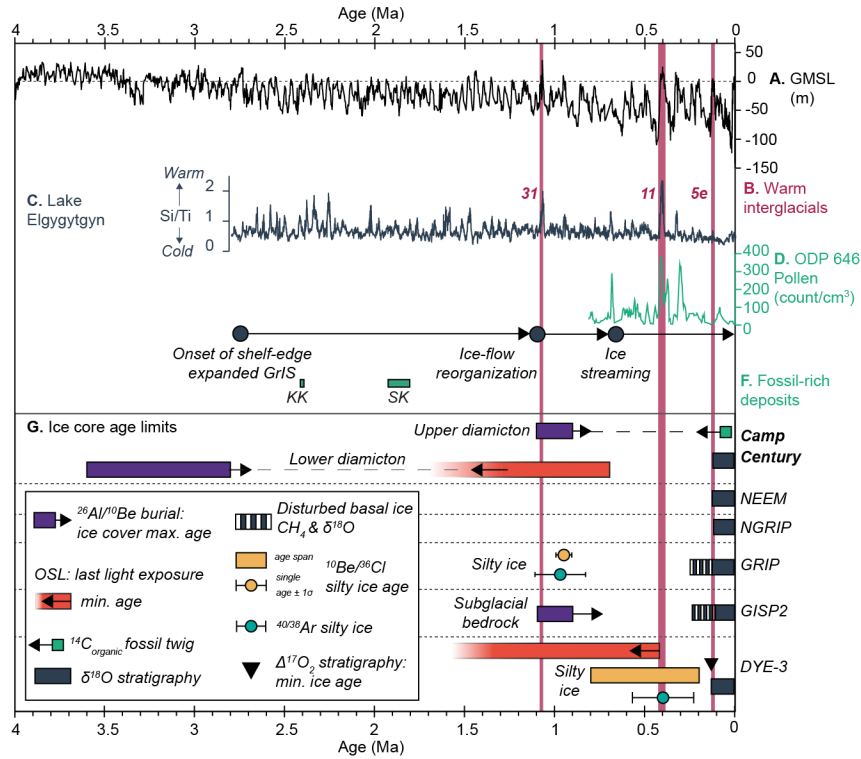 Age (Ma)
4 3.5 3 2.5 2 1.5 1 0.5 0
50
0
-50
-100
-150
A. GMSL
(m)
Warm
2
1
0
Si/Ti
Cold
C. Lake
Elgygytgyn
31
11
5e
B. Warm
interglacials
400
300
200
100
0
D. ODP 646
Pollen
(count/cm³)
Onset of shelf-edge
expanded GrIS
Ice-flow
reorganization
Ice
streaming
KK
SK
F. Fossil-rich
deposits
G. Ice core age limits
Upper diamicton
Camp
Century
Lower diamicton
NEEM
NGRIP
Silty ice
GRIP
Subglacial
bedrock
GISP2
Silty
ice
DYE-3
²⁶Al/¹⁰Be burial:
ice cover max. age
OSL: last light exposure
min. age
¹⁴C organic fossil twig
δ¹⁸O stratigraphy
Disturbed basal ice
CH₄ & δ¹⁸O
age span
single
age ± 1σ
¹⁰Be/³⁶Cl
silty ice age
⁴⁰/³⁸Ar silty ice
Δ¹⁷O₂ stratigraphy:
min. ice age
4 3.5 3 2.5 2 1.5 1 0.5 0
Age (Ma)